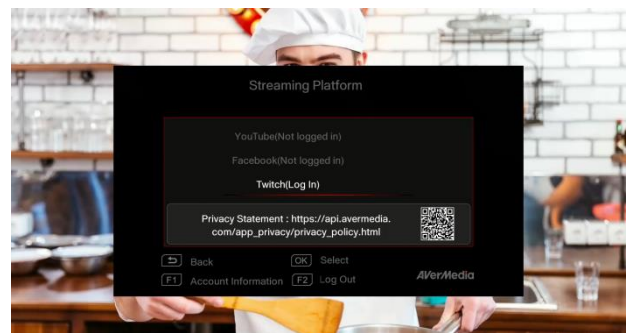 Streaming Platform
YouTube(Not logged in)
Facebook(Not logged in)
Twitch(Log In)
Privacy Statement : https://api.avermedia.
com/app_privacy/privacy_policy.html
Back
OK Select
F1 Account Information
F2 Log Out
AVerMedia